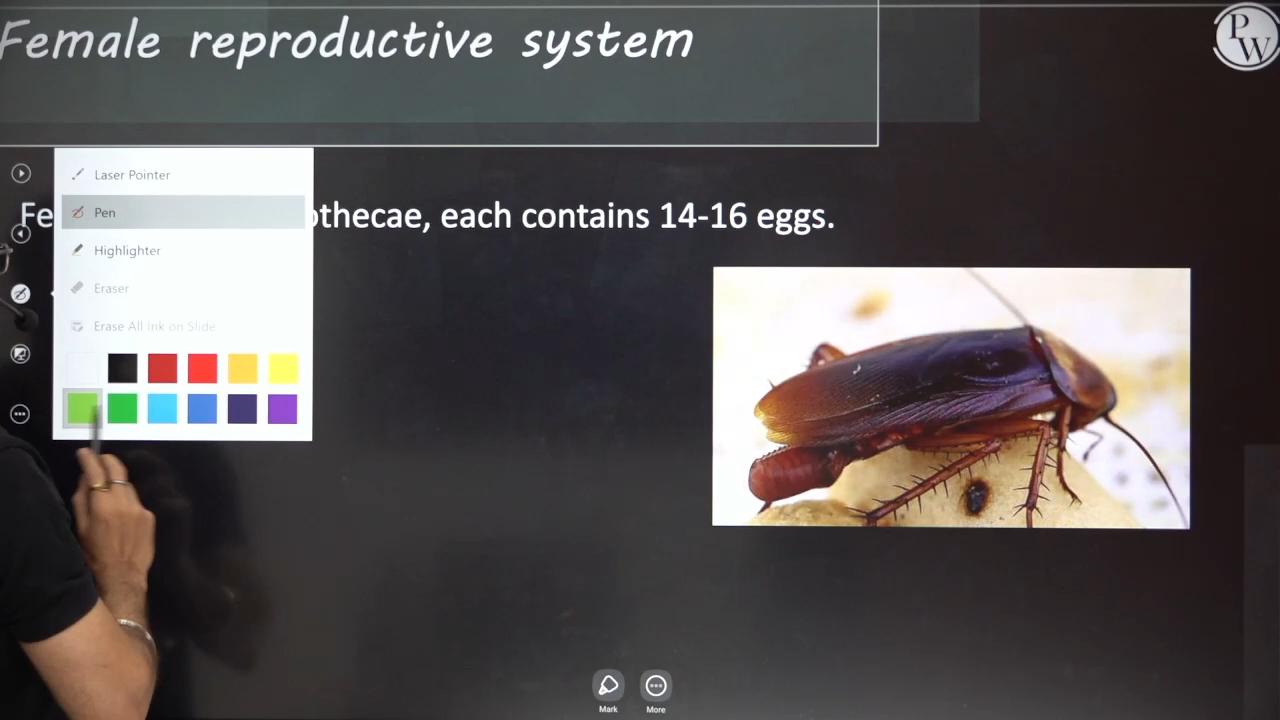 Female reproductive system
PW
Laser Pointer
Pen
Fe othecae, each contains 14-16 eggs.
Highlighter
Eraser
Erase All Ink on Slide
Mark More